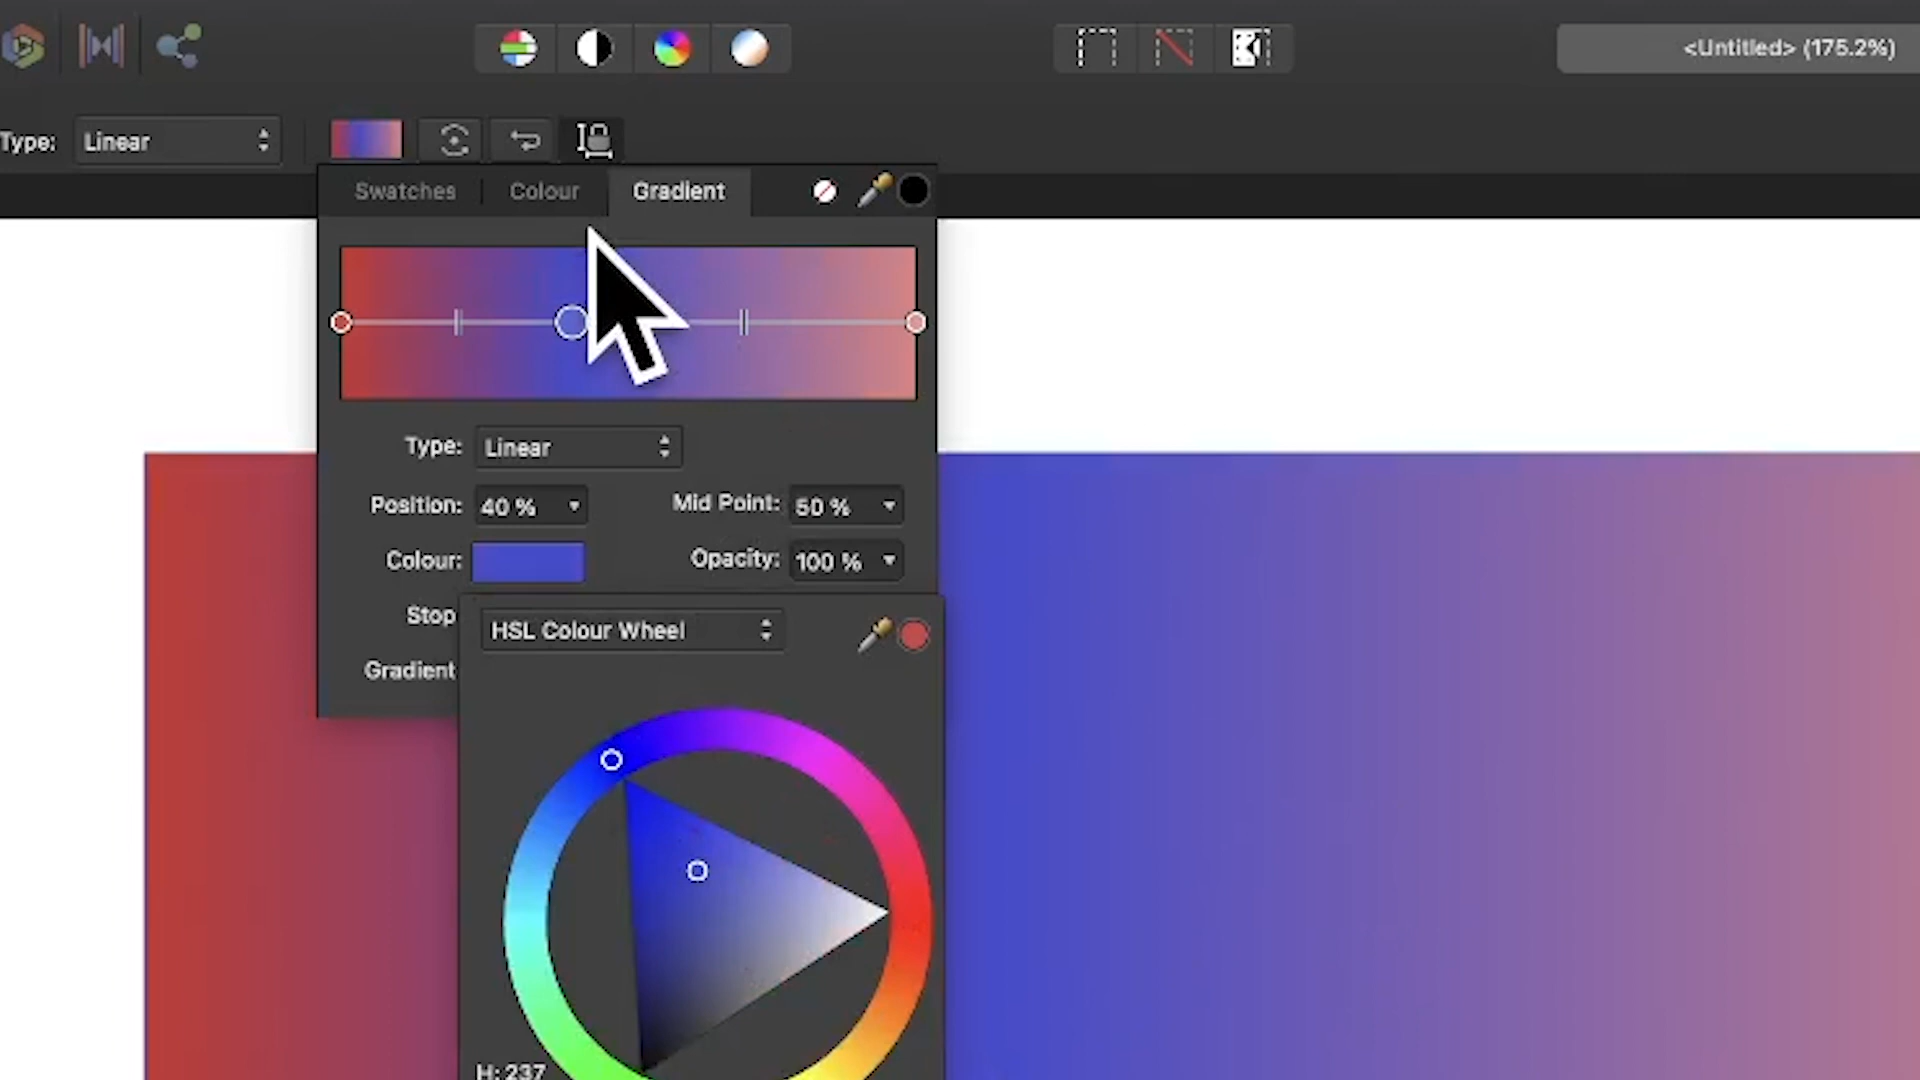 <Untitled> (175.2%)
Type: Linear
Swatches Colour Gradient
Type: Linear
Position: 40 % Mid Point: 50 %
Colour: Opacity: 100 %
Stop
HSL Colour Wheel
Gradient
H: 237